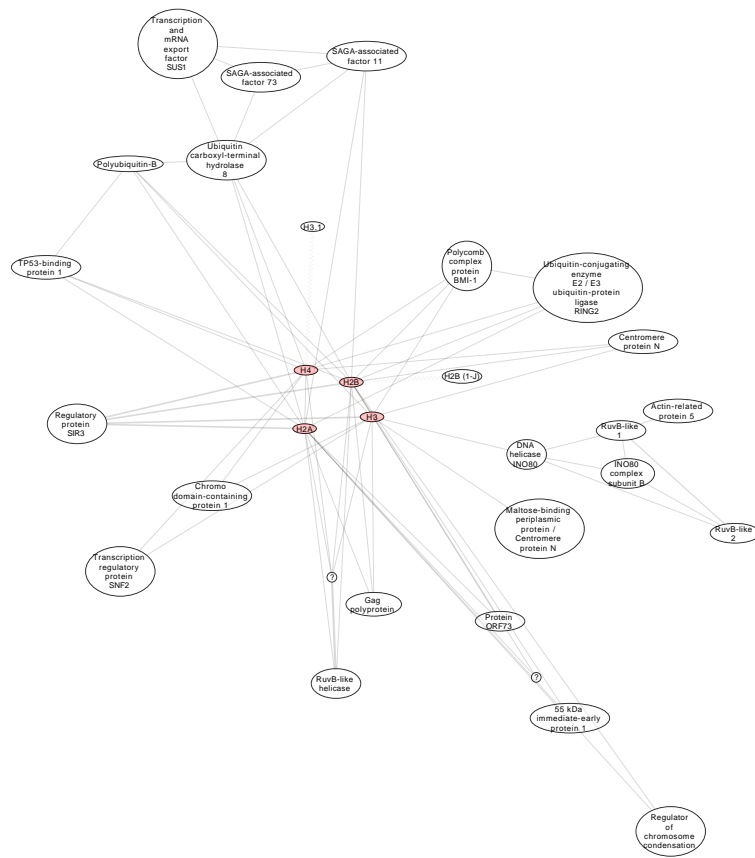 Transcription
and
mRNA
export
factor
SUS1
SAGA-associated
factor 11
SAGA-associated
factor 73
Ubiquitin
carboxyl-terminal
hydrolase
8
Polyubiquitin-B
H3.1
TP53-binding
protein 1
Polycomb
complex
protein
BMI-1
Ubiquitin-conjugating
enzyme
E2 / E3
ubiquitin-protein
ligase
RING2
Centromere
protein N
H4
H2B
H2B (1-J)
H3
H2A
Regulatory
protein
SIR3
Actin-related
protein 5
RuvB-like
1
DNA
helicase
INO80
INO80
complex
subunit B
Chromo
domain-containing
protein 1
Maltose-binding
periplasmic
protein /
Centromere
protein N
RuvB-like
2
Transcription
regulatory
protein
SNF2
?
Gag
polyprotein
Protein
ORF73
RuvB-like
helicase
?
55 kDa
immediate-early
protein 1
Regulator
of
chromosome
condensation